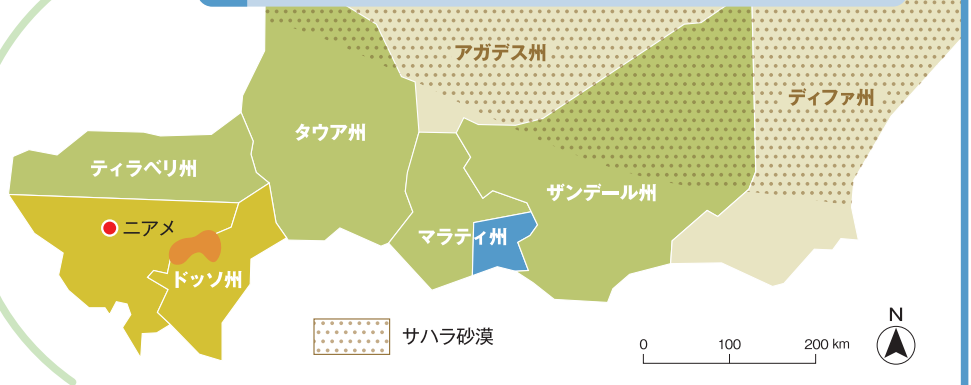 アガデス州
ディファ州
タウア州
ティラベリ州
ザンデール州
ニアメ
マラティ州
ドッソ州
サハラ砂漠
N
0 100 200 km